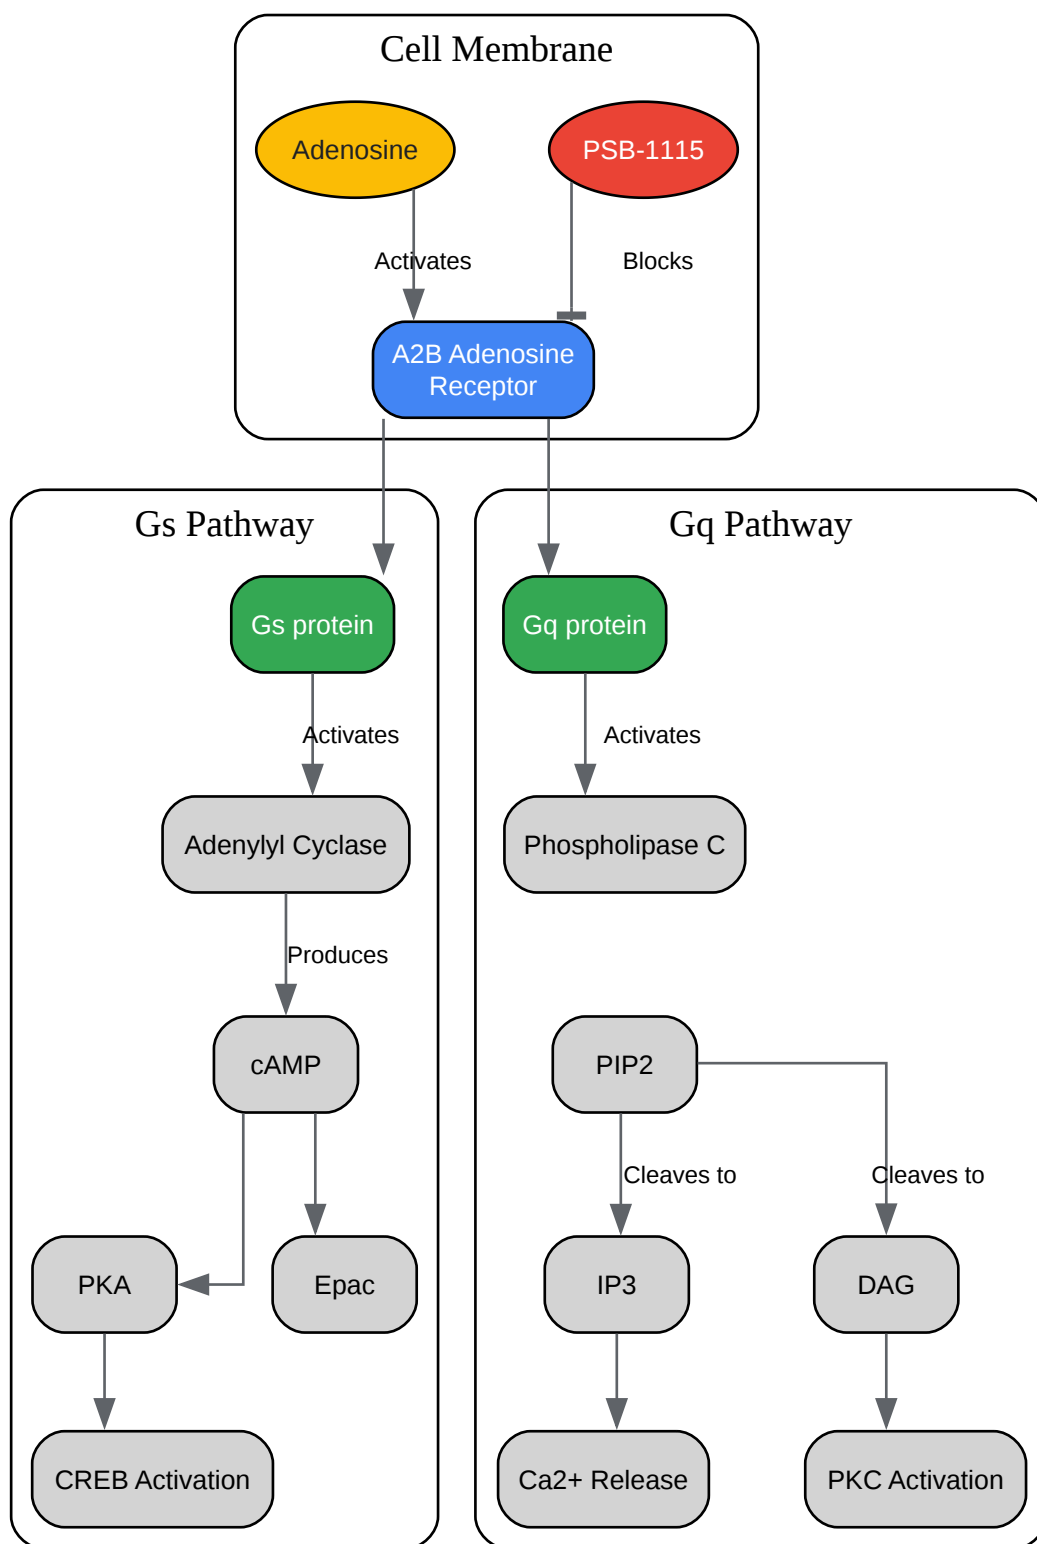 Cell Membrane
Adenosine
PSB-1115
Activates
Blocks
A2B Adenosine
Receptor
Gs Pathway
Gq Pathway
Gs protein
Gq protein
Activates
Activates
Adenylyl Cyclase
Phospholipase C
Produces
cAMP
PIP2
Cleaves to
Cleaves to
PKA
Epac
IP3
DAG
CREB Activation
Ca2+ Release
PKC Activation